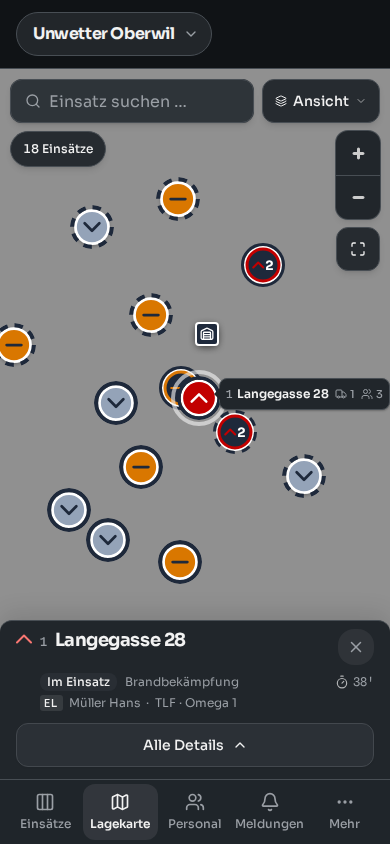 Unwetter Oberwil
Einsatz suchen ...
Ansicht
18 Einsätze
2
1 Langegasse 28 1 3
2
1 Langegasse 28
Im Einsatz Brandbekämpfung 38'
EL Müller Hans · TLF · Omega 1
Alle Details
Einsätze Lagekarte Personal Meldungen Mehr